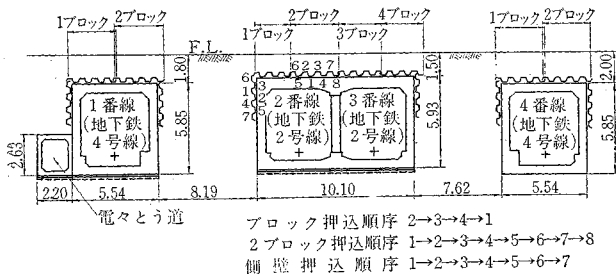 1ブロック 2ブロック
F.L.
2ブロック 4ブロック
3ブロック
1ブロック 2ブロック
1.80
5.85
2.63
1番線
(地下鉄
4号線)
2.20 5.54 8.19 10.10 7.62 5.54
電々とう道
6 2 3 7
5 1 4 8
6
3
1
4
5
7
2番線
(地下鉄
2号線)
3番線
(地下鉄
2号線)
1.50
5.93
4番線
(地下鉄
4号線)
2.00
5.85
ブロック押込順序 2→3→4→1
2ブロック押込順序 1→2→3→4→5→6→7→8
側壁押込順序 1→2→3→4→5→6→7